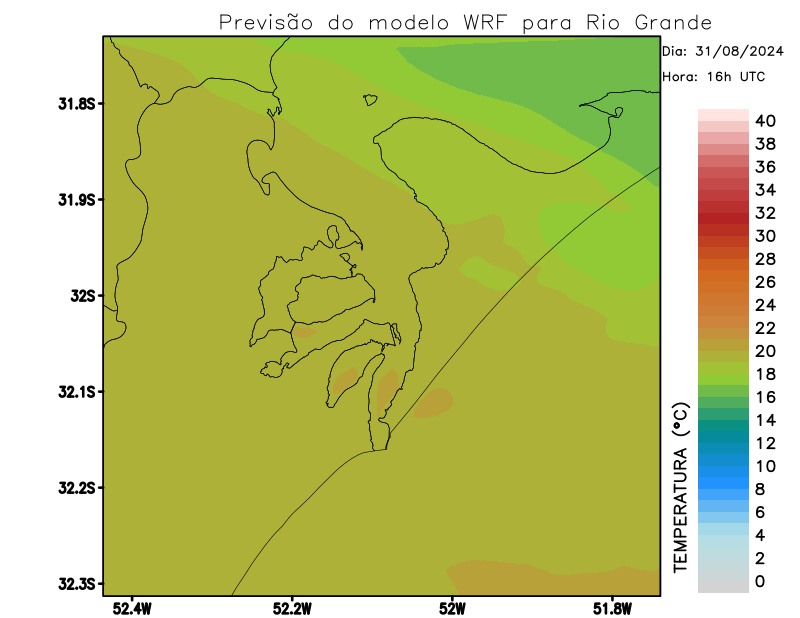 Previsão do modelo WRF para Rio Grande
Dia: 31/08/2024
Hora: 16h UTC
31.8S
31.9S
32S
32.1S
32.2S
32.3S
52.4W
52.2W
52W
51.8W
TEMPERATURA (°C)
40
38
36
34
32
30
28
26
24
22
20
18
16
14
12
10
8
6
4
2
0